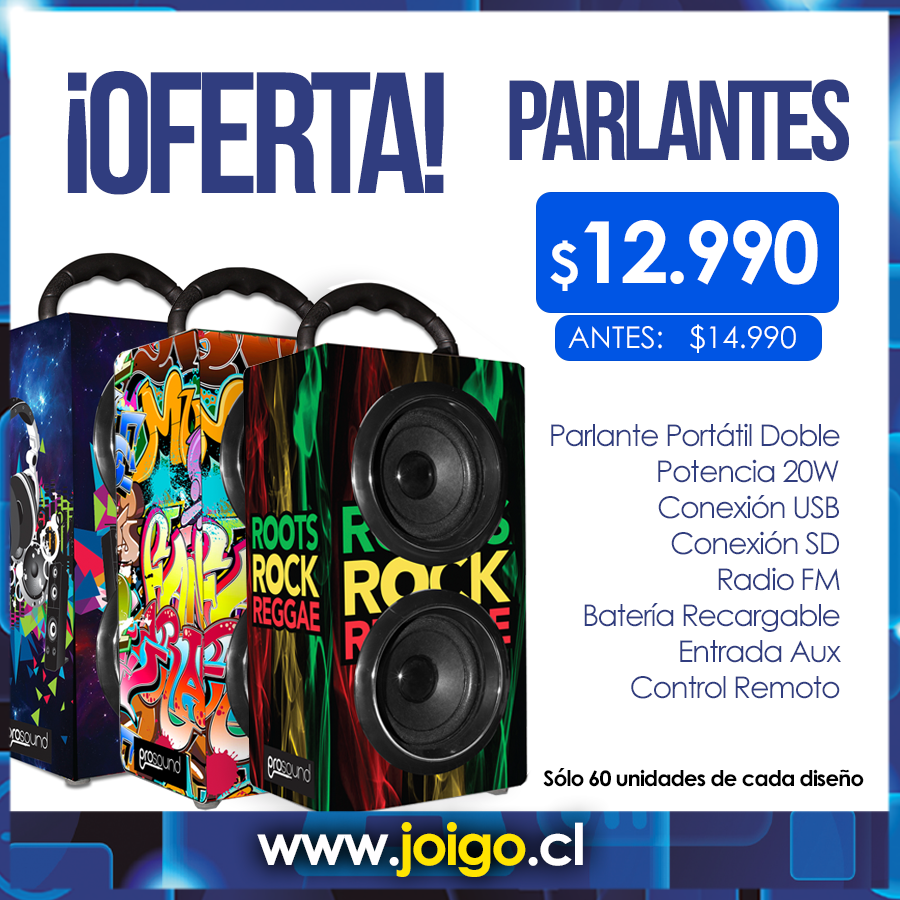 ¡OFERTA!
PARLANTES
$12.990
ANTES: $14.990
Parlante Portátil Doble
Potencia 20W
Conexión USB
Conexión SD
Radio FM
Batería Recargable
Entrada Aux
Control Remoto
Sólo 60 unidades de cada diseño
ROOTS
ROCK
REGGAE
ROCK
prosound
prosound
prosound
www.joigo.cl